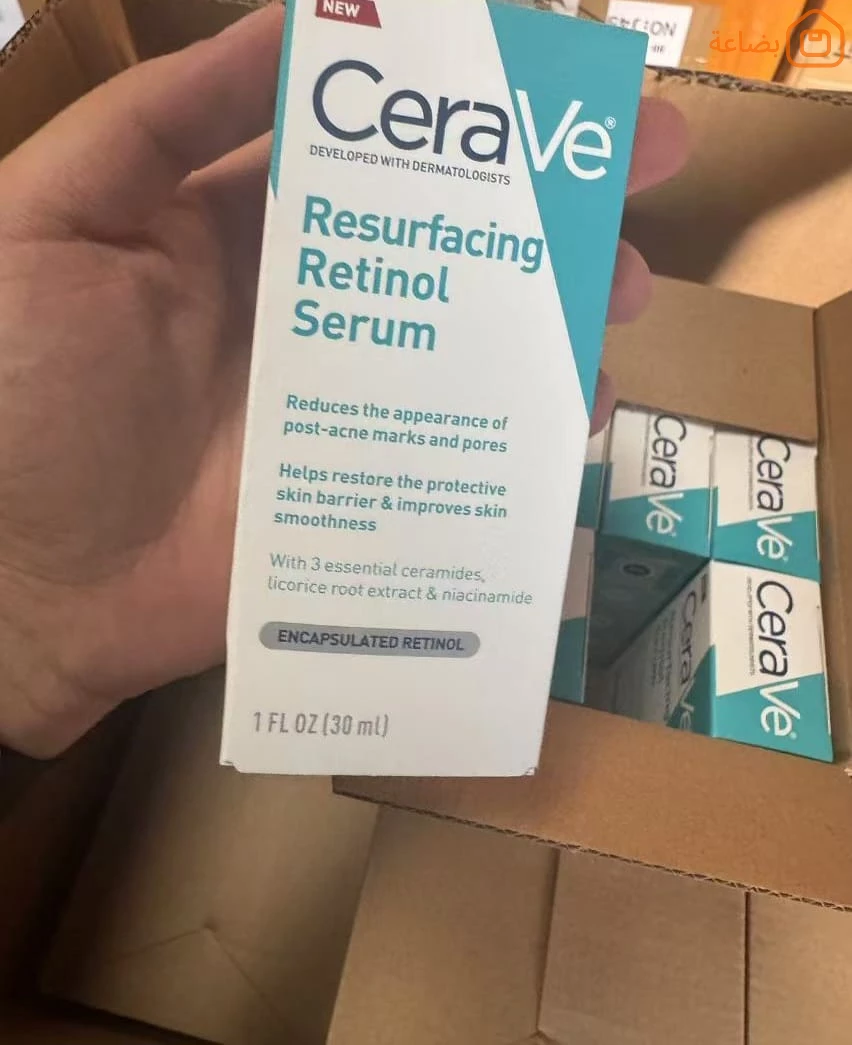 NEW
بضاعة
CeraVe®
DEVELOPED WITH DERMATOLOGISTS
Resurfacing
Retinol
Serum
Reduces the appearance of
post-acne marks and pores
Helps restore the protective
skin barrier & improves skin
smoothness
With 3 essential ceramides,
licorice root extract & niacinamide
ENCAPSULATED RETINOL
1 FL OZ (30 ml)
CeraVe
CeraVe
CeraVe
CeraVe